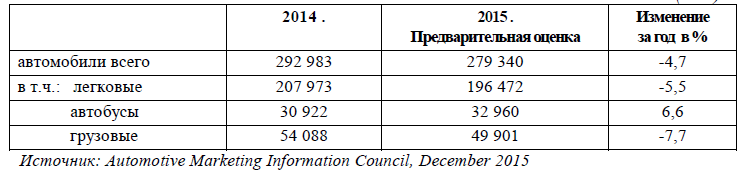 2014 . 2015 . Изменение
Предварительная оценка за год в %
автомобили всего 292 983 279 340 -4,7
в т.ч.: легковые 207 973 196 472 -5,5
автобусы 30 922 32 960 6,6
грузовые 54 088 49 901 -7,7
Источник: Automotive Marketing Information Council, December 2015